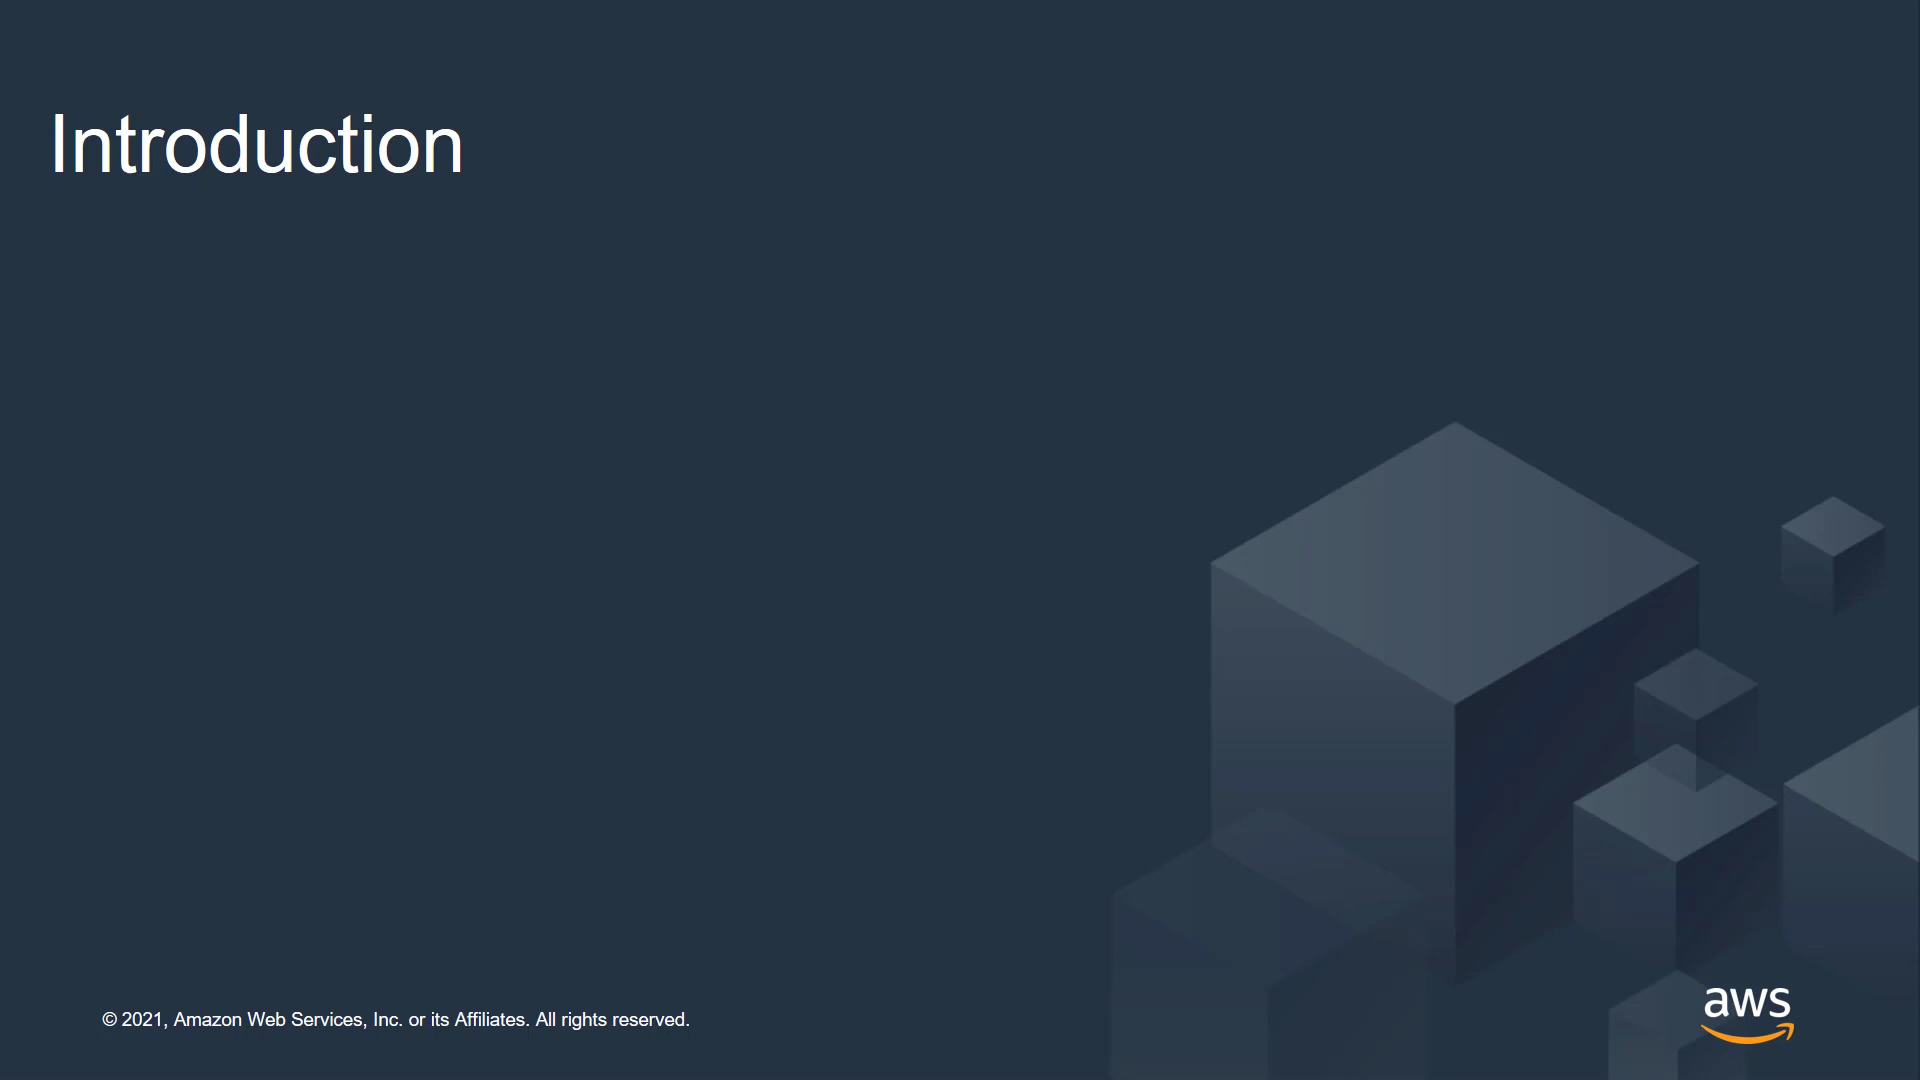 Introduction
© 2021, Amazon Web Services, Inc. or its Affiliates. All rights reserved.
aws